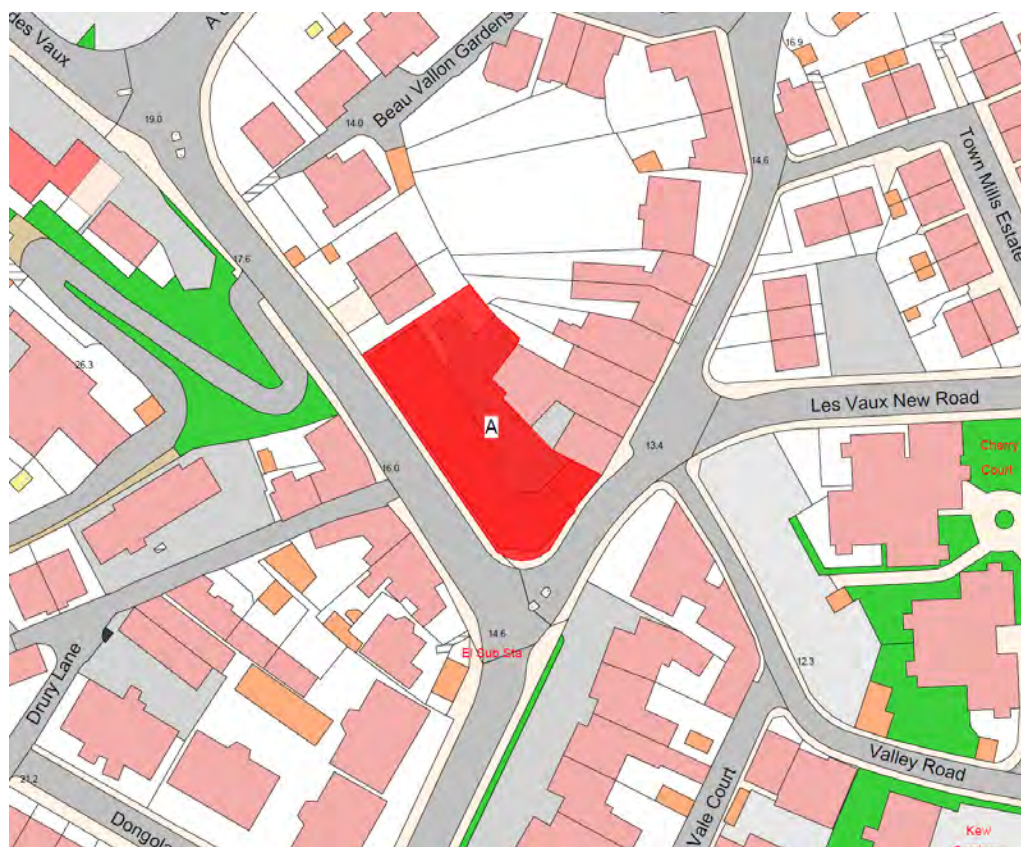 des Vaux
A
16.9
Beau Vallon Gardens
19.0
14.0
14.6
Town Mills Estate
17.6
26.3
Les Vaux New Road
A
13.4
Cherry
Court
16.0
14.6
El Sub Sta
12.3
Drury Lane
Valley Road
21.2
Vale Court
Kew